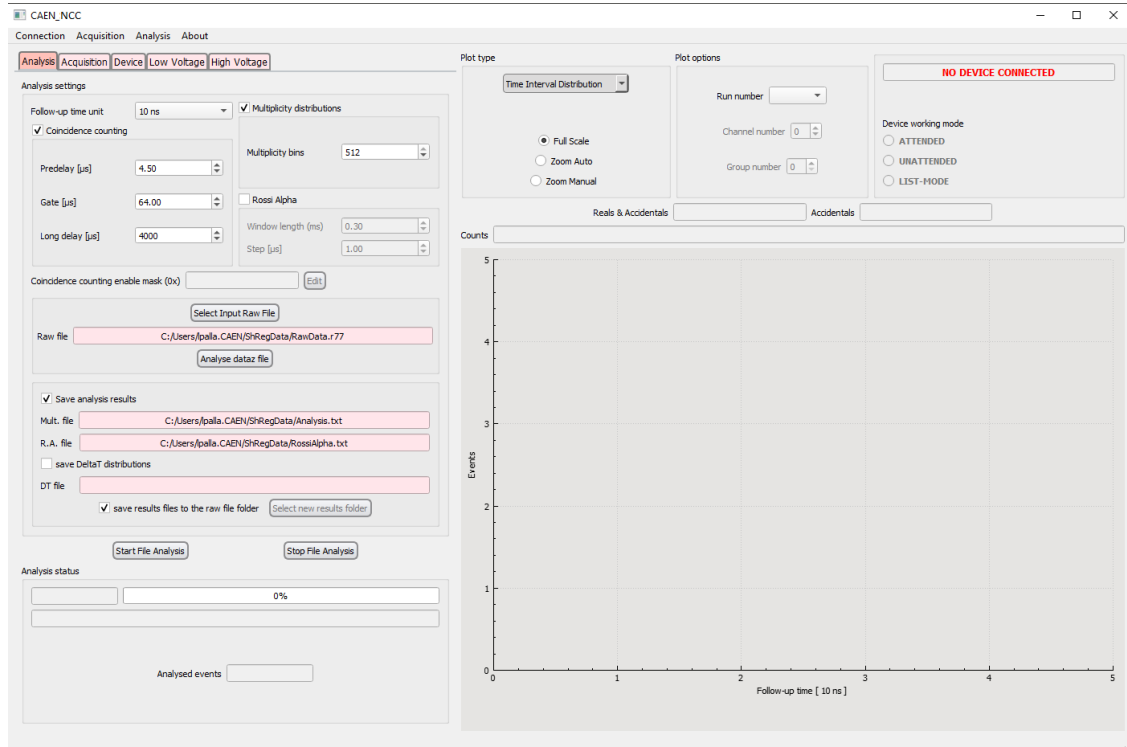 CAEN_NCC
Connection Acquisition Analysis About
Analysis Acquisition Device Low Voltage High Voltage
Analysis settings
Follow-up time unit 10 ns
Multiplicity distributions
Coincidence counting
Multiplicity bins 512
Predelay [µs] 4.50
Gate [µs] 64.00
Rossi Alpha
Window length (ms) 0.30
Long delay [µs] 4000
Step [µs] 1.00
Coincidence counting enable mask (0x) Edit
Select Input Raw File
Raw file C:/Users/lpalla.CAEN/ShRegData/RawData.r77
Analyse dataz file
Save analysis results
Mult. file C:/Users/lpalla.CAEN/ShRegData/Analysis.txt
R.A. file C:/Users/lpalla.CAEN/ShRegData/RossiAlpha.txt
save DeltaT distributions
DT file
save results files to the raw file folder Select new results folder
Start File Analysis Stop File Analysis
Analysis status
0%
Analysed events
Plot type
Time Interval Distribution
Full Scale
Zoom Auto
Zoom Manual
Plot options
Run number
Channel number 0
Group number 0
NO DEVICE CONNECTED
Device working mode
ATTENDED
UNATTENDED
LIST-MODE
Reals & Accidentals Accidentals
Counts
5
4
3
2
1
0
Events
0 1 2 3 4 5
Follow-up time [ 10 ns ]